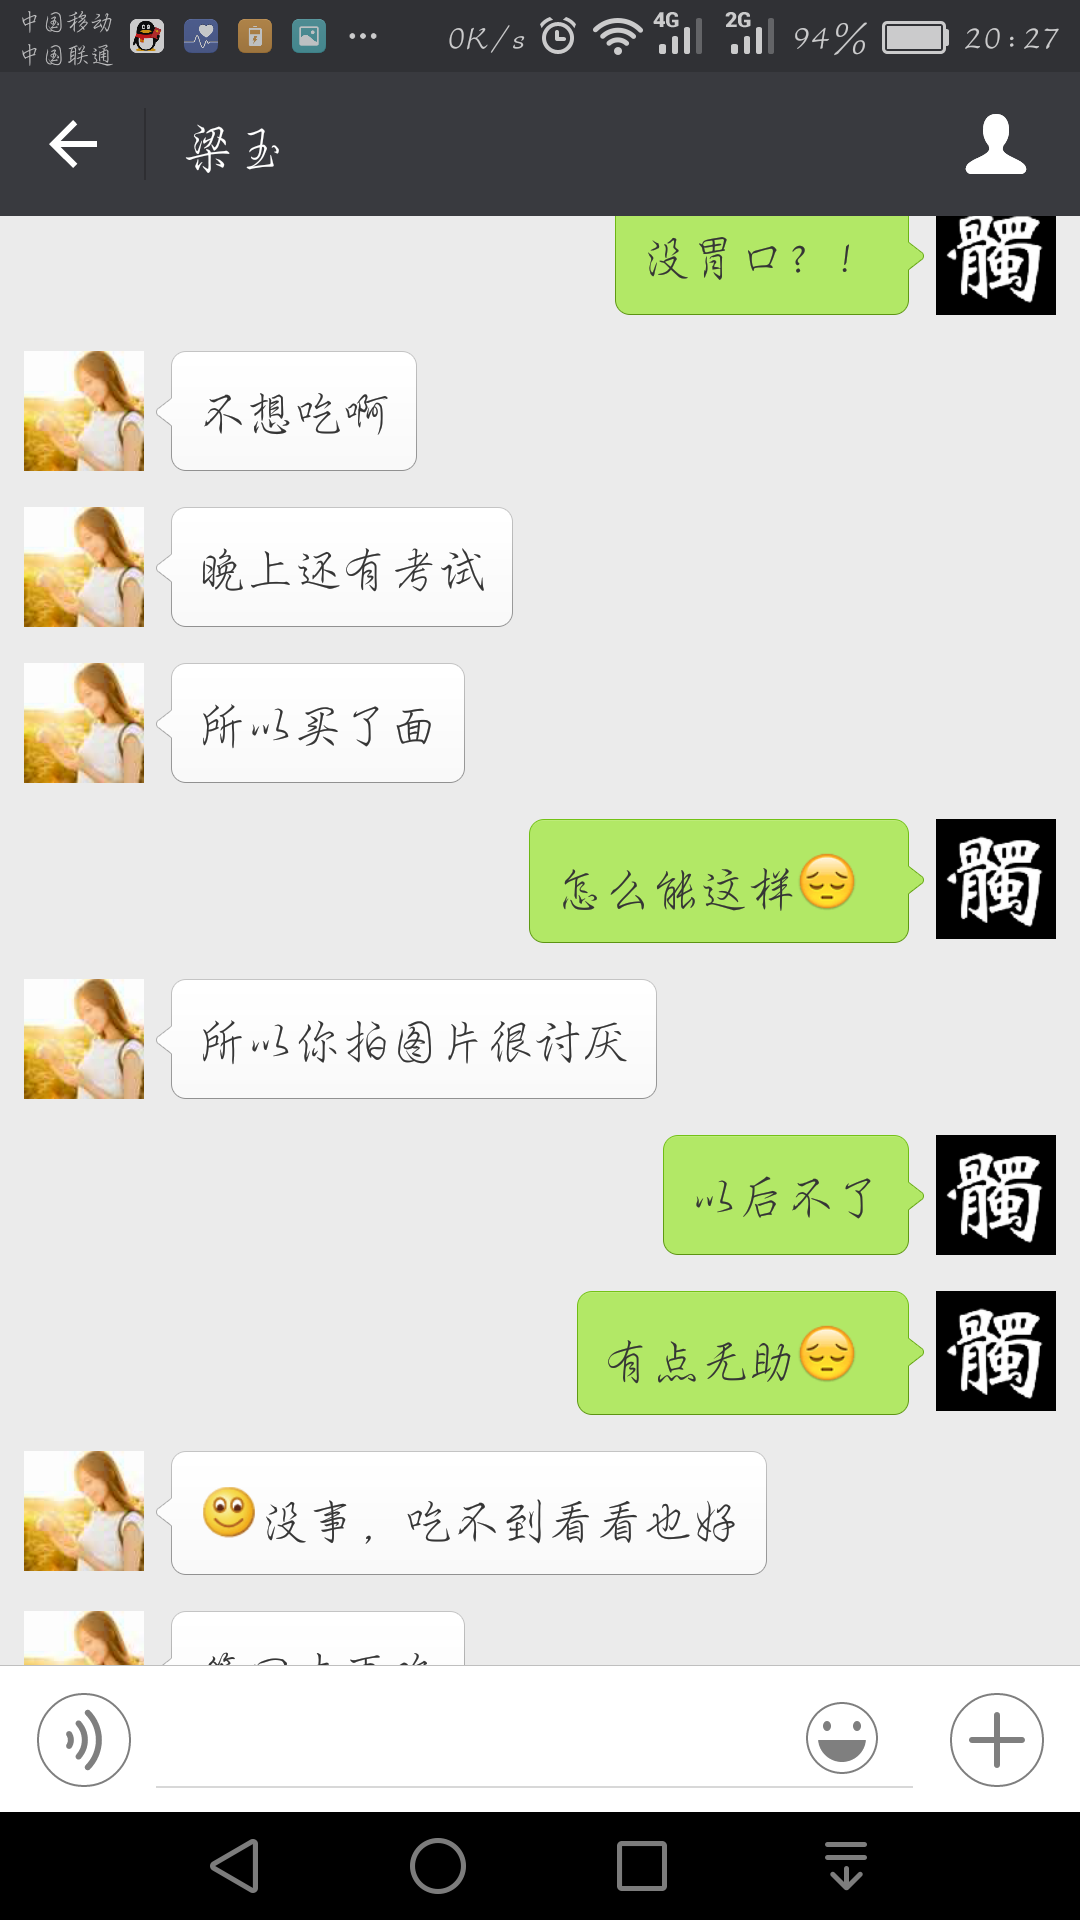 中国移动
中国联通
0K/s 4G 2G 94% 20:27
梁玉
没胃口？！
髑
不想吃啊
晚上还有考试
所以买了面
怎么能这样
髑
所以你拍图片很讨厌
以后不了
髑
有点无助
髑
没事，吃不到看看也好